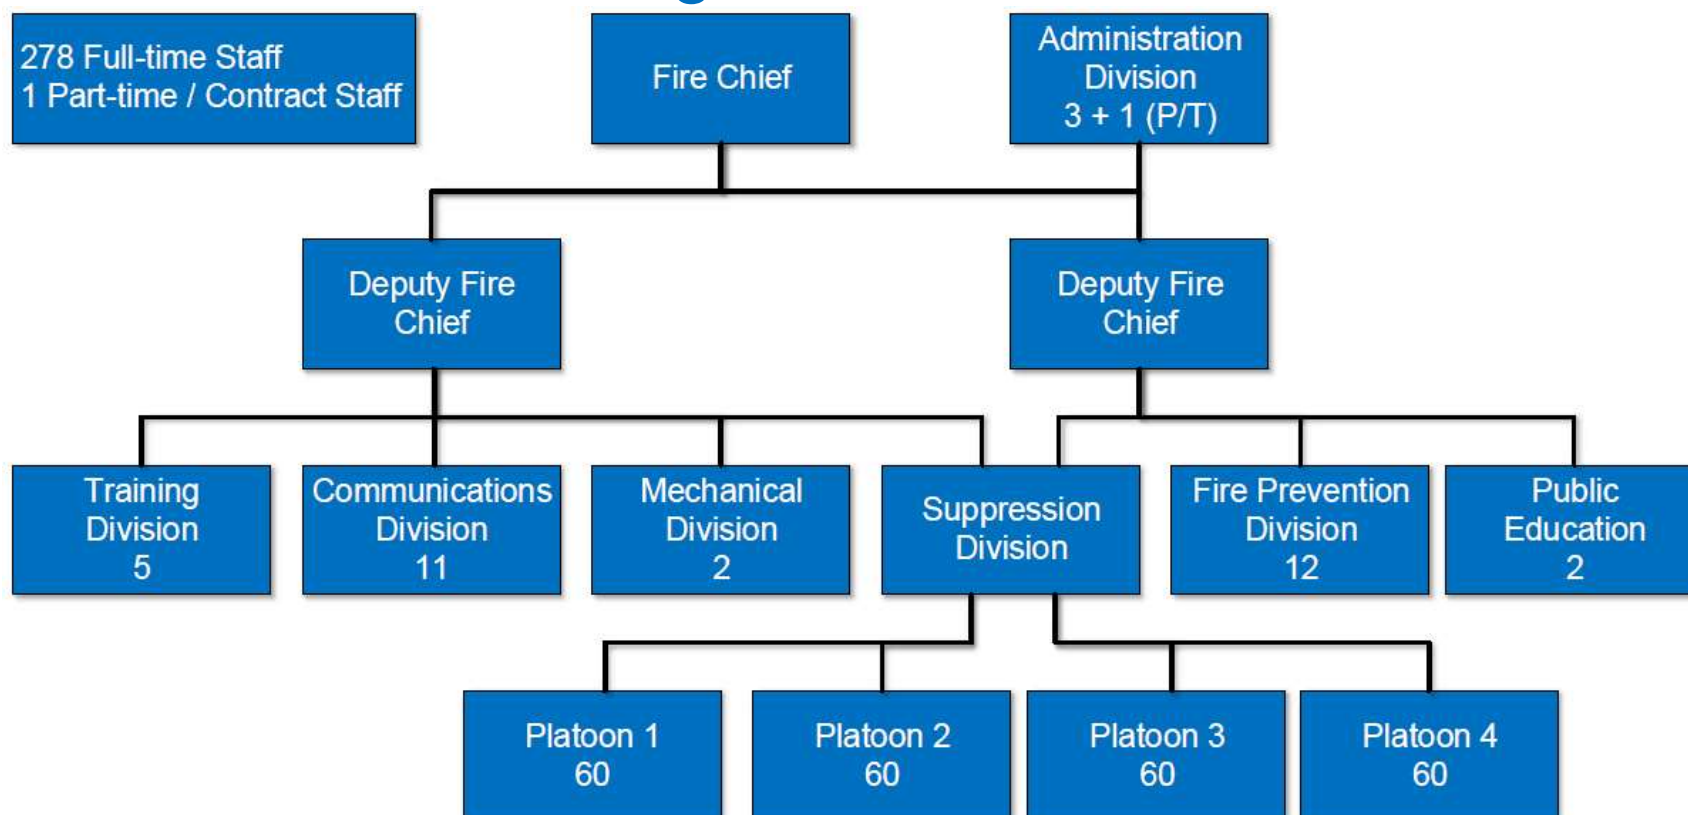 278 Full-time Staff
1 Part-time / Contract Staff
Fire Chief
Administration
Division
3 + 1 (P/T)
Deputy Fire
Chief
Deputy Fire
Chief
Training
Division
5
Communications
Division
11
Mechanical
Division
2
Suppression
Division
Fire Prevention
Division
12
Public
Education
2
Platoon 1
60
Platoon 2
60
Platoon 3
60
Platoon 4
60